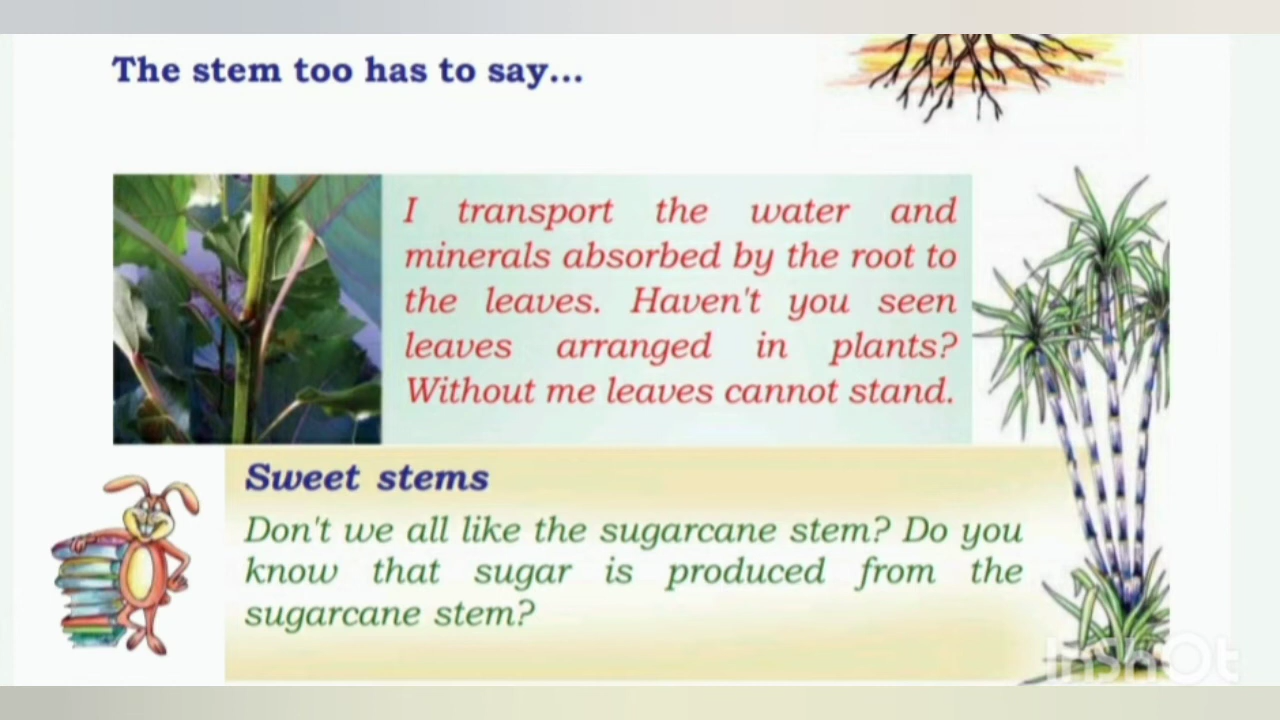 The stem too has to say...
I transport the water and
minerals absorbed by the root to
the leaves. Haven't you seen
leaves arranged in plants?
Without me leaves cannot stand.
Sweet stems
Don't we all like the sugarcane stem? Do you
know that sugar is produced from the
sugarcane stem?
InShOt